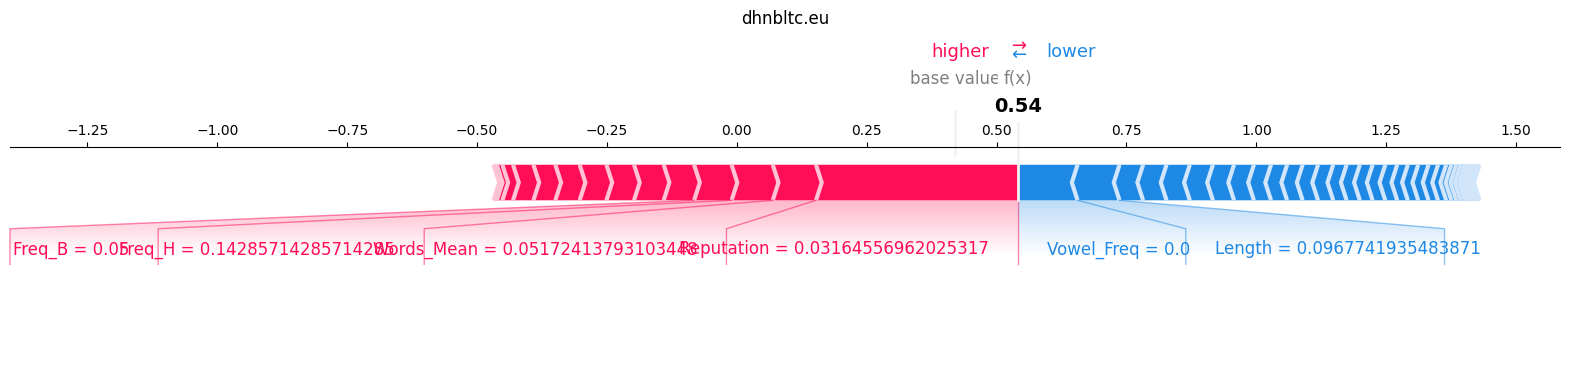 dhnbltc.eu
higher ⇄ lower
base value f(x)
0.54
−1.25 −1.00 −0.75 −0.50 −0.25 0.00 0.25 0.50 0.75 1.00 1.25 1.50
Freq_B = 0.05 Freq_H = 0.14285714285714285 Words_Mean = 0.05172413793103448 Reputation = 0.03164556962025317 Vowel_Freq = 0.0 Length = 0.0967741935483871